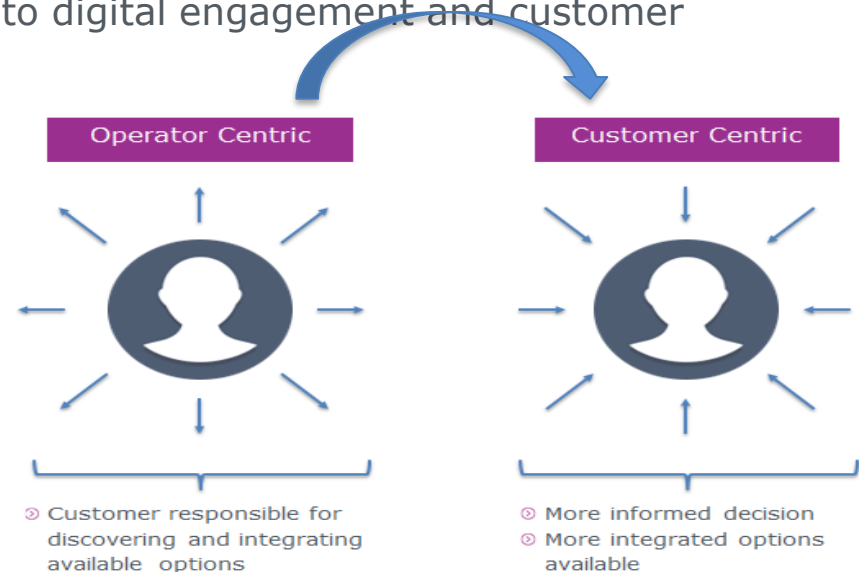 to digital engagement and customer
Operator Centric
Customer Centric
Customer responsible for
discovering and integrating
available options
More informed decision
More integrated options
available